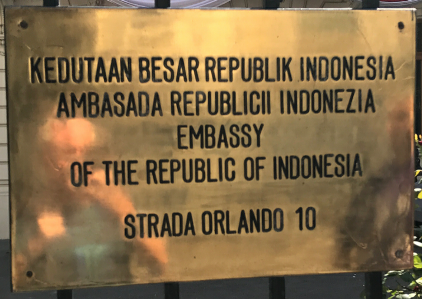 KEDUTAAN BESAR REPUBLIK INDONESIA
AMBASADA REPUBLICII INDONEZIA
EMBASSY
OF THE REPUBLIC OF INDONESIA
STRADA ORLANDO 10